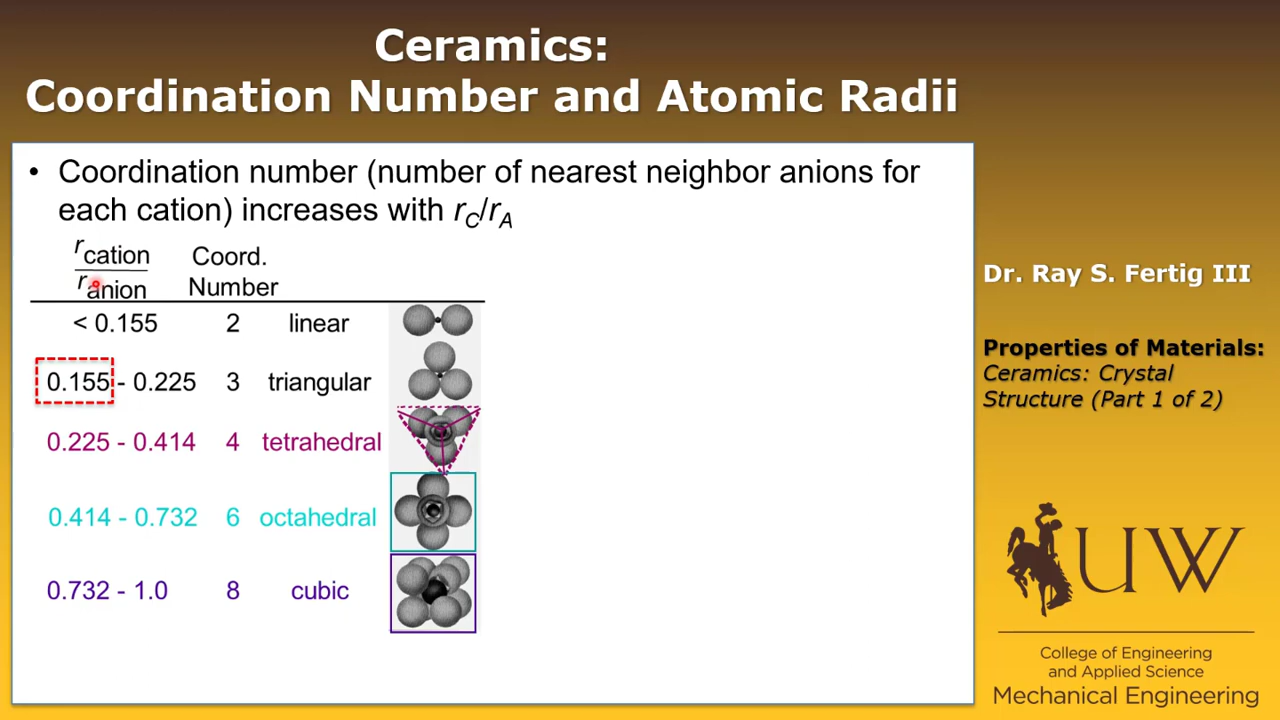 Ceramics:
Coordination Number and Atomic Radii
• Coordination number (number of nearest neighbor anions for
each cation) increases with rC/rA
rcation
ranion
Coord.
Number
< 0.155 2 linear
0.155 - 0.225 3 triangular
0.225 - 0.414 4 tetrahedral
0.414 - 0.732 6 octahedral
0.732 - 1.0 8 cubic
Dr. Ray S. Fertig III
Properties of Materials:
Ceramics: Crystal
Structure (Part 1 of 2)
UW
College of Engineering
and Applied Science
Mechanical Engineering